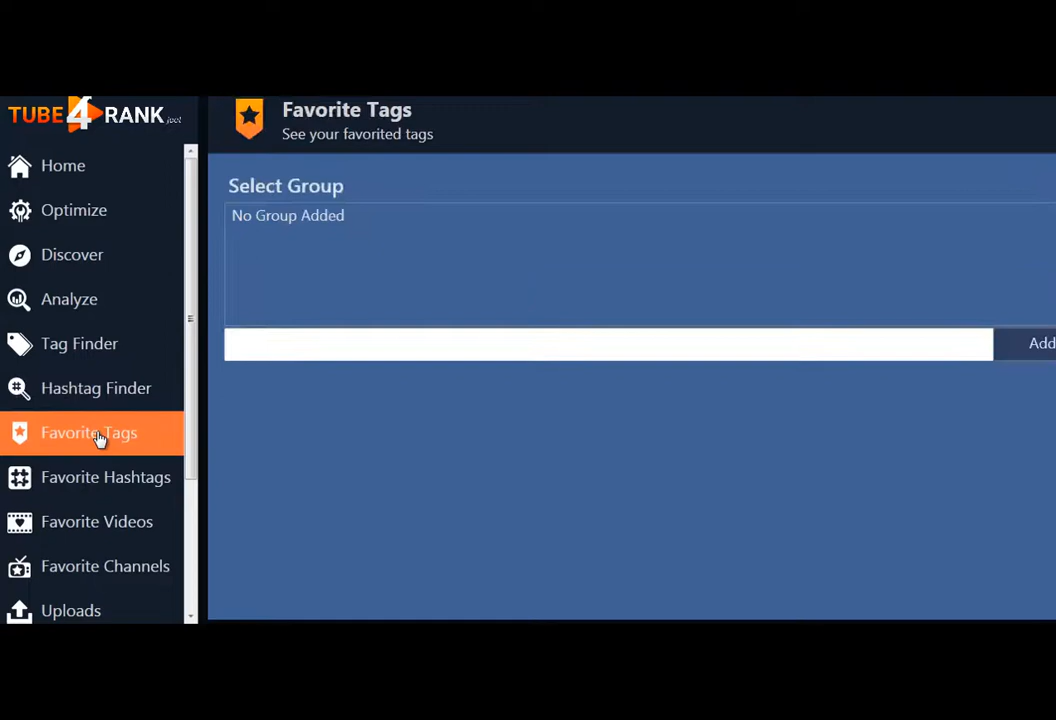 TUBE4RANK
Home
Optimize
Discover
Analyze
Tag Finder
Hashtag Finder
Favorite Tags
Favorite Hashtags
Favorite Videos
Favorite Channels
Uploads
Favorite Tags
See your favorited tags
Select Group
No Group Added
Add